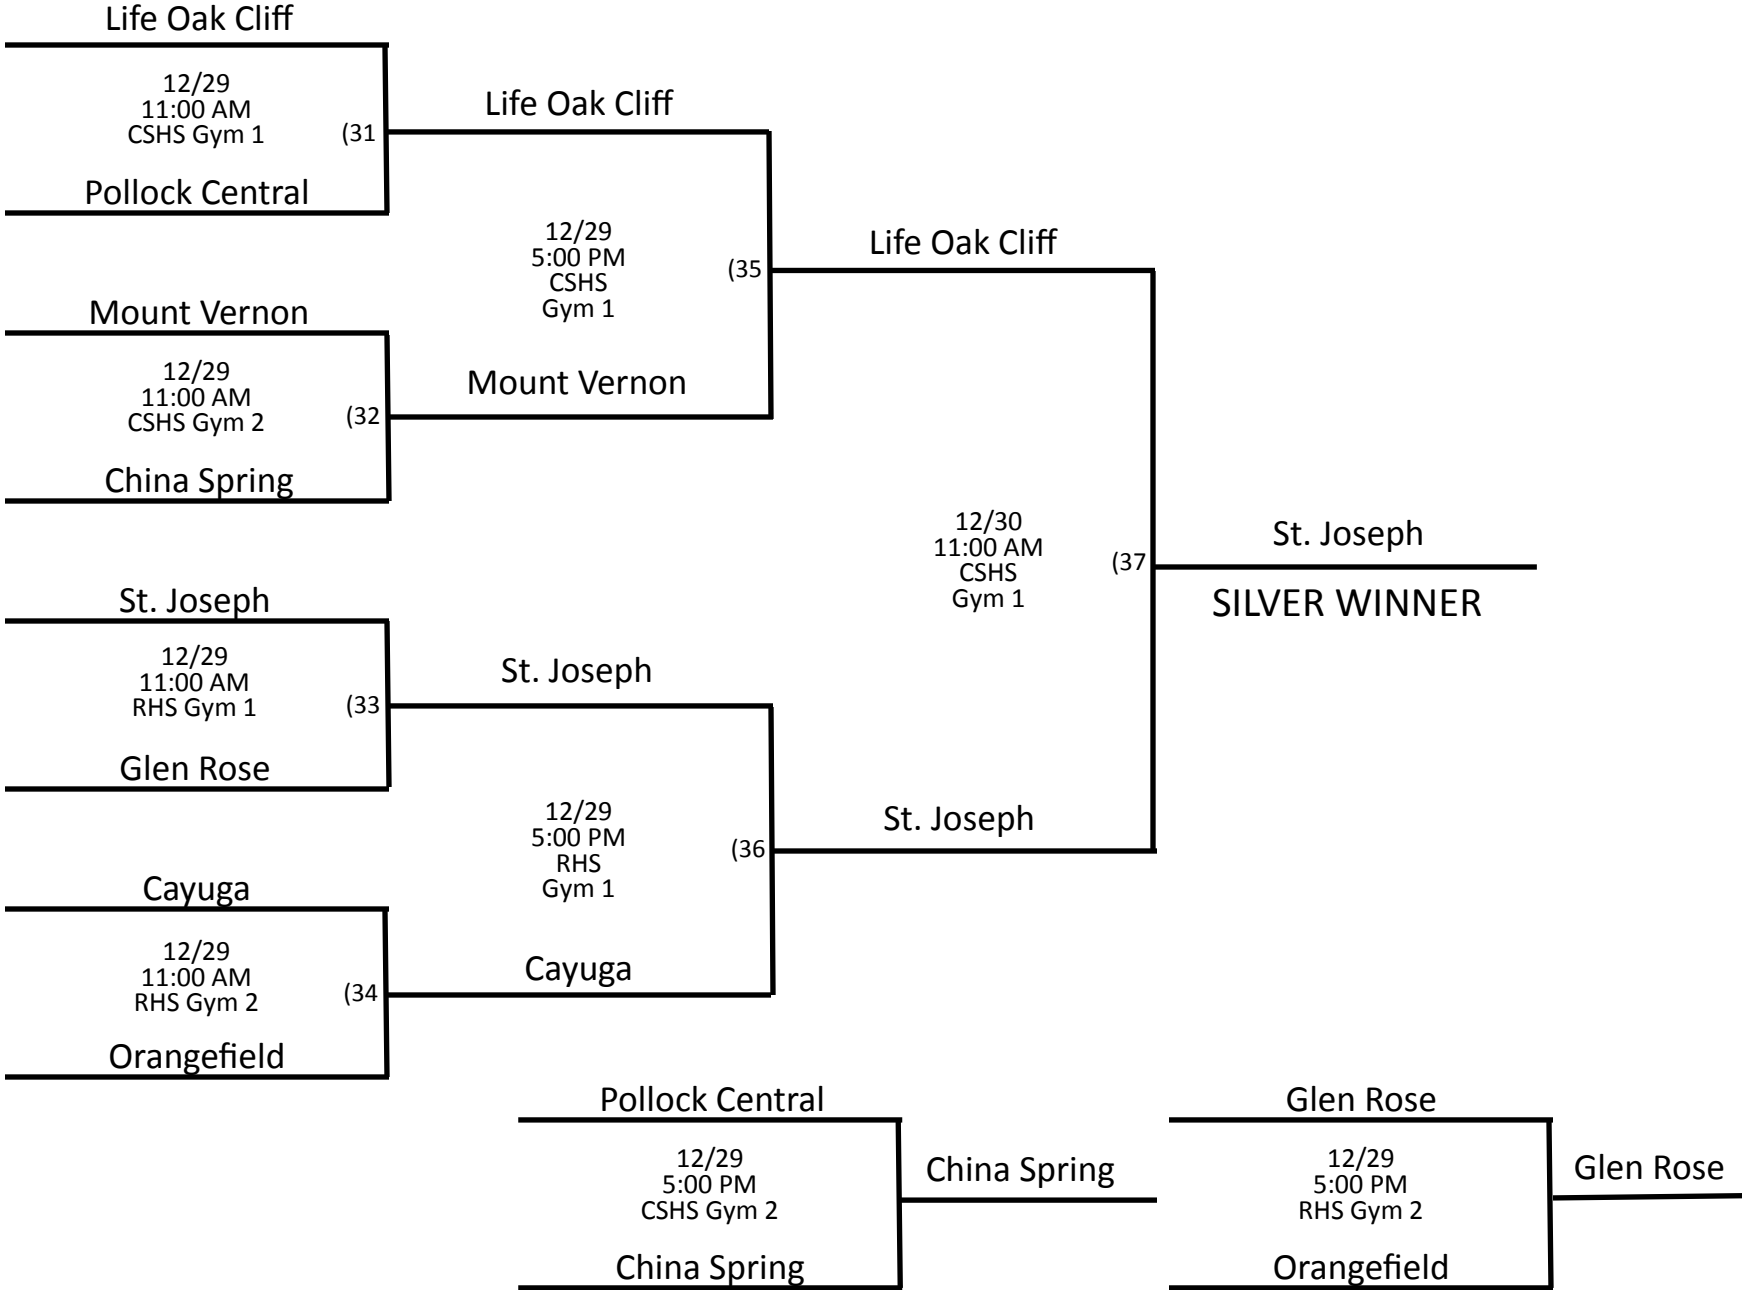 Life Oak Cliff
12/29
11:00 AM
CSHS Gym 1
(31
Pollock Central
Life Oak Cliff
Mount Vernon
12/29
11:00 AM
CSHS Gym 2
(32
China Spring
12/29
5:00 PM
CSHS
Gym 1
(35
Mount Vernon
Life Oak Cliff
St. Joseph
12/29
11:00 AM
RHS Gym 1
(33
Glen Rose
St. Joseph
Cayuga
12/29
11:00 AM
RHS Gym 2
(34
Orangefield
12/29
5:00 PM
RHS
Gym 1
(36
Cayuga
St. Joseph
12/30
11:00 AM
CSHS
Gym 1
(37
St. Joseph
SILVER WINNER
Pollock Central
12/29
5:00 PM
CSHS Gym 2
China Spring
China Spring
Glen Rose
12/29
5:00 PM
RHS Gym 2
Orangefield
Glen Rose